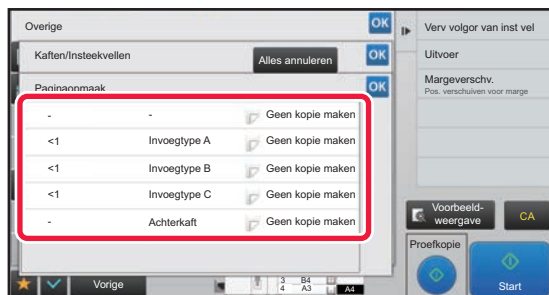 Overige
OK
Kaften/Insteekvellen
Alles annuleren
OK
Paginaopmaak
OK
- - Geen kopie maken
<1 Invoegtype A Geen kopie maken
<1 Invoegtype B Geen kopie maken
<1 Invoegtype C Geen kopie maken
- Achterkaft Geen kopie maken
Vorige
3 B4
4 A3
A4
Verv volgor van inst vel
Uitvoer
Margeverschv.
Pos. verschuiven voor marge
Voorbeeld-
weergave
CA
Proefkopie
Start